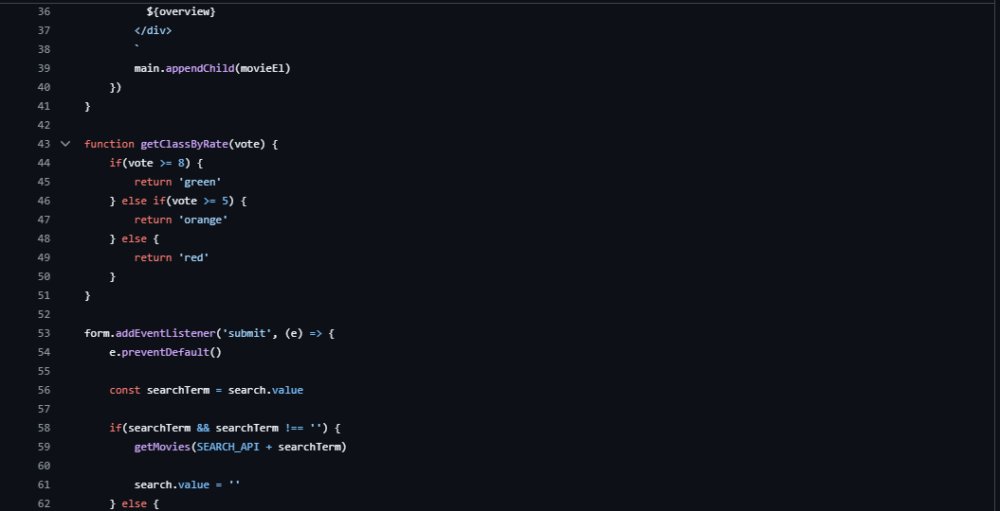 36 ${overview}
37 </div>
38 `
39 main.appendChild(movieEl)
40 })
41 }
42
43 function getClassByRate(vote) {
44 if(vote >= 8) {
45 return 'green'
46 } else if(vote >= 5) {
47 return 'orange'
48 } else {
49 return 'red'
50 }
51 }
52
53 form.addEventListener('submit', (e) => {
54 e.preventDefault()
55
56 const searchTerm = search.value
57
58 if(searchTerm && searchTerm !== '') {
59 getMovies(SEARCH_API + searchTerm)
60
61 search.value = ''
62 } else {